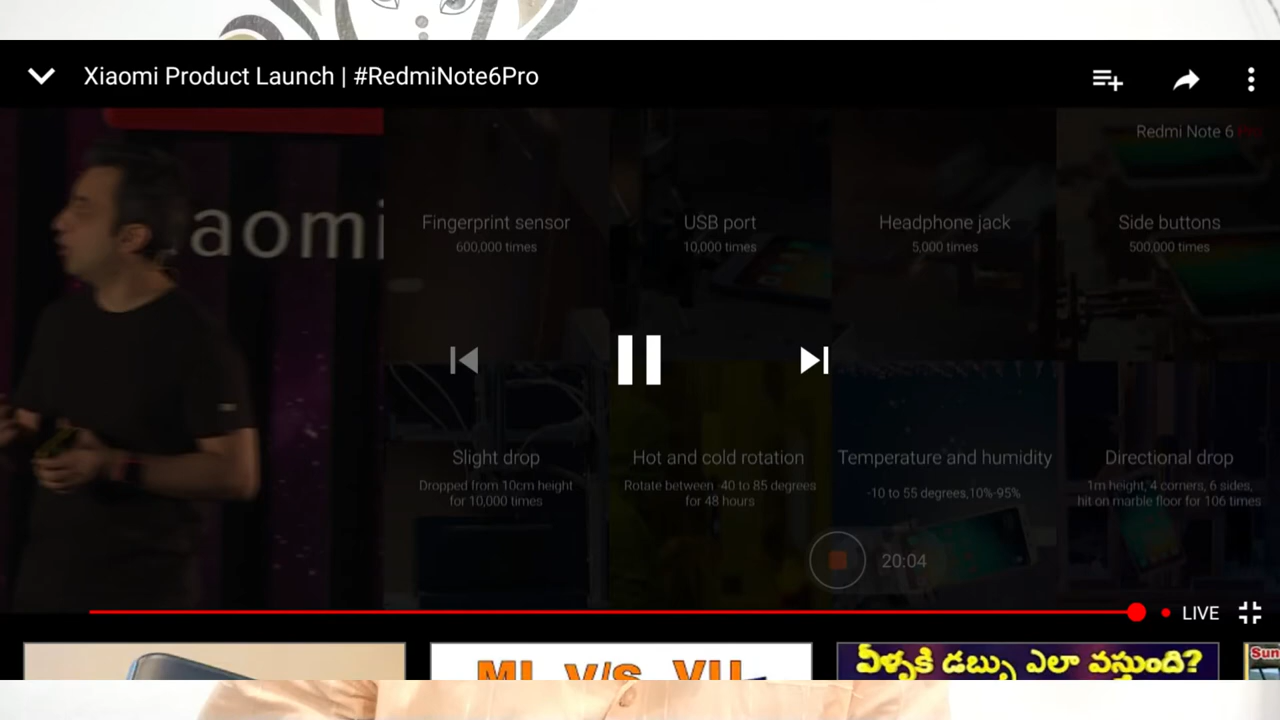 Xiaomi Product Launch | #RedmiNote6Pro
Redmi Note 6 Pro
aomi
Fingerprint sensor
600,000 times
USB port
10,000 times
Headphone jack
5,000 times
Side buttons
500,000 times
Slight drop
Dropped from 10cm height
for 10,000 times
Hot and cold rotation
Rotate between -40 to 85 degrees
for 48 hours
Temperature and humidity
-10 to 55 degrees,10%-95%
Directional drop
1m height, 4 corners, 6 sides,
hit on marble floor for 106 times
20:04
LIVE
MI V/S VU
వీళ్ళకి డబ్బు ఎలా వస్తుంది?
Sun